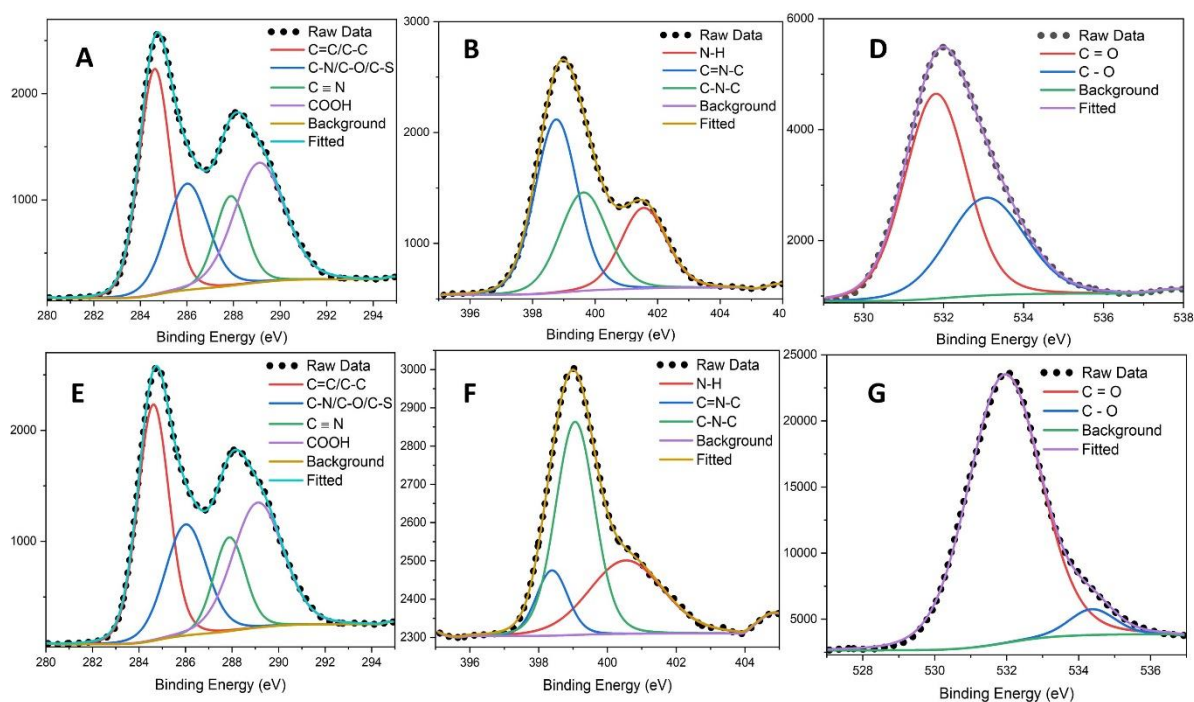 A
Raw Data
C=C/C-C
C-N/C-O/C-S
C ≡ N
COOH
Background
Fitted
2000
1000
280 282 284 286 288 290 292 294
Binding Energy (eV)
B
Raw Data
N-H
C=N-C
C-N-C
Background
Fitted
3000
2000
1000
396 398 400 402 40
Binding Energy (eV)
D
Raw Data
C = O
C - O
Background
Fitted
6000
4000
2000
530 532 534 536 538
Binding Energy (eV)
E
Raw Data
C=C/C-C
C-N/C-O/C-S
C ≡ N
COOH
Background
Fitted
2000
1000
280 282 284 286 288 290 292 294
Binding Energy (eV)
F
Raw Data
N-H
C=N-C
C-N-C
Background
Fitted
3000
2900
2800
2700
2600
2500
2400
2300
396 398 400 402 404
Binding Energy (eV)
G
Raw Data
C = O
C - O
Background
Fitted
25000
20000
15000
10000
5000
528 530 532 534 536
Binding Energy (eV)